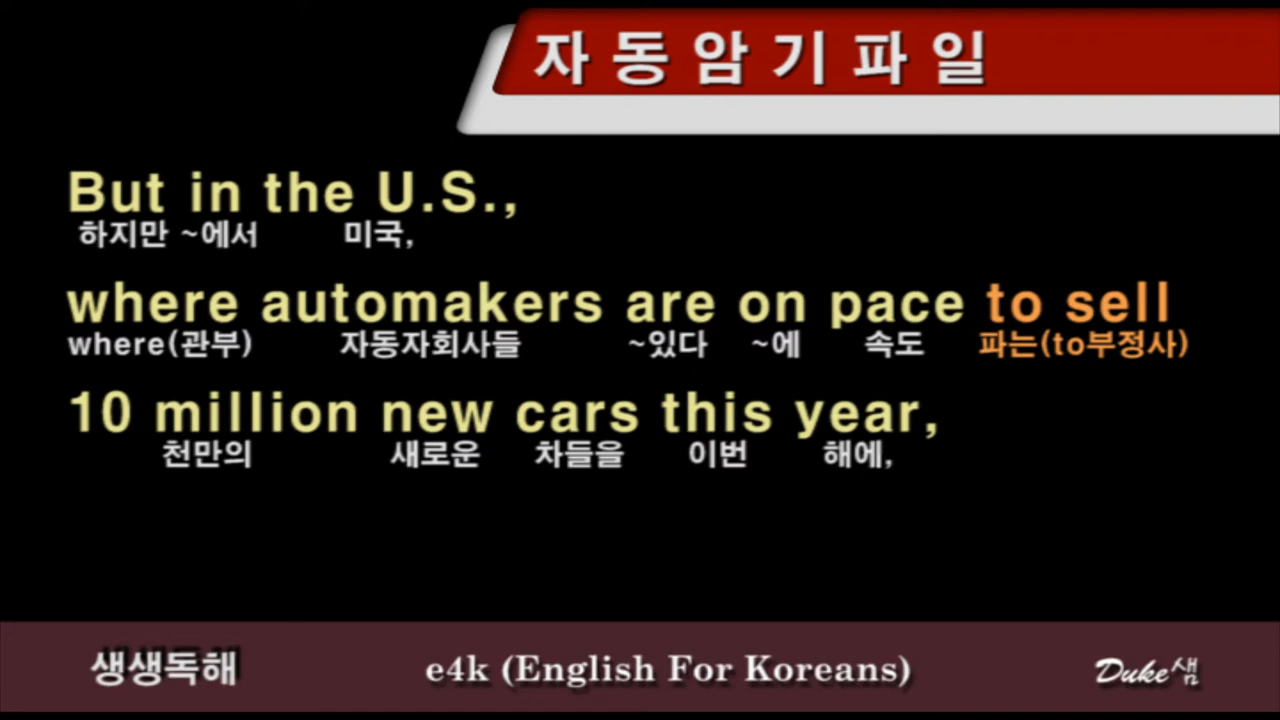 자동암기파일
But in the U.S.,
하지만 ~에서 미국,
where automakers are on pace to sell
where(관부) 자동자회사들 ~있다 ~에 속도 파는(to부정사)
10 million new cars this year,
천만의 새로운 차들을 이번 해에,
생생독해 e4k (English For Koreans) Duke샘